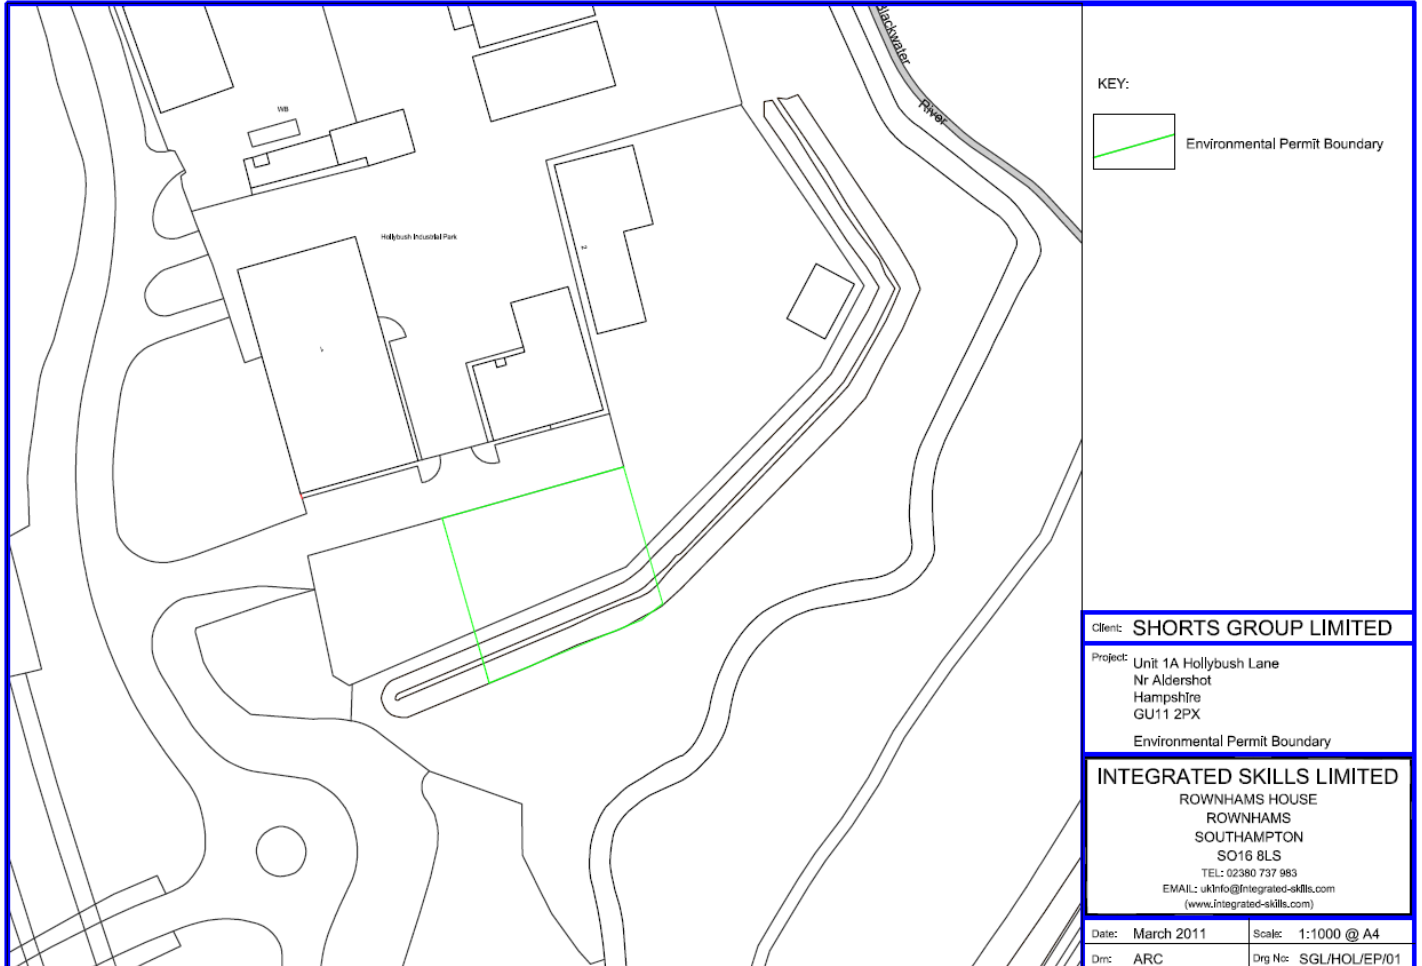 Blackwater
River
WB
Hollybush Industrial Park
2
1
KEY:
Environmental Permit Boundary
Client: SHORTS GROUP LIMITED
Project: Unit 1A Hollybush Lane
Nr Aldershot
Hampshire
GU11 2PX
Environmental Permit Boundary
INTEGRATED SKILLS LIMITED
ROWNHAMS HOUSE
ROWNHAMS
SOUTHAMPTON
SO16 8LS
TEL: 02380 737 983
EMAIL: ukinfo@integrated-skills.com
(www.integrated-skills.com)
Date: March 2011 Scale: 1:1000 @ A4
Drn: ARC Drg No: SGL/HOL/EP/01